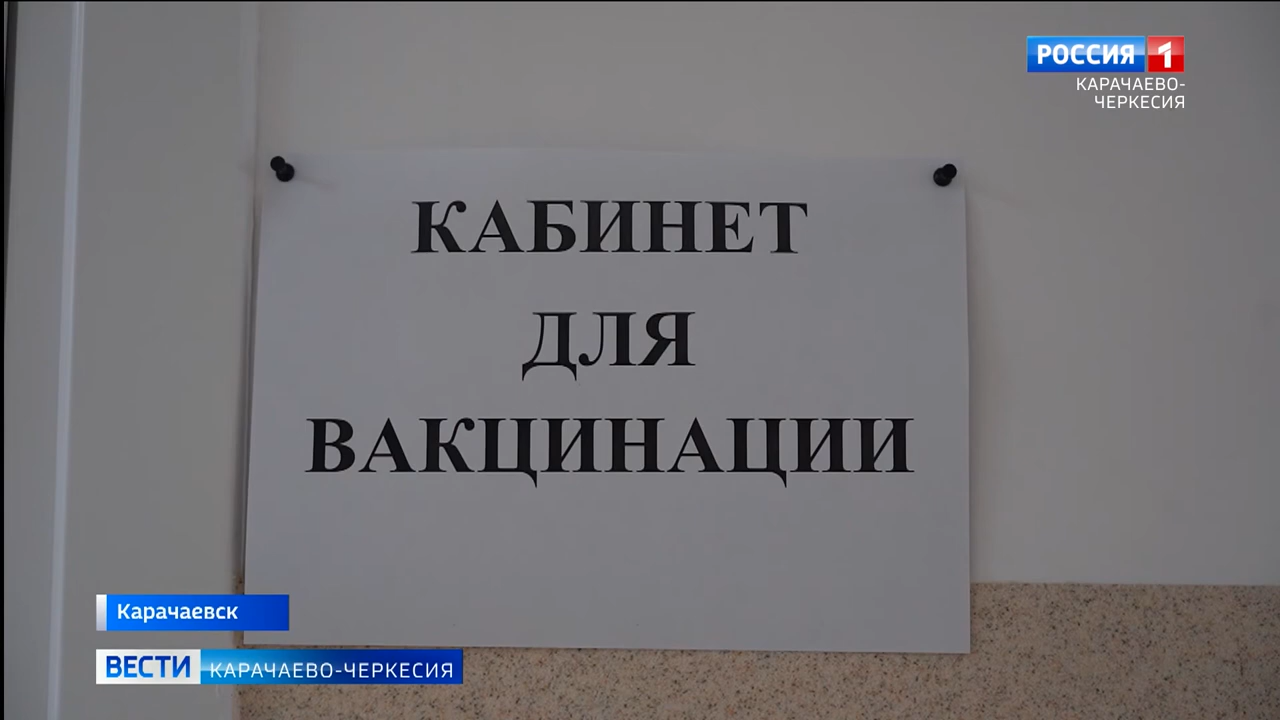 РОССИЯ 1
КАРАЧАЕВО-
ЧЕРКЕСИЯ
КАБИНЕТ
ДЛЯ
ВАКЦИНАЦИИ
Карачаевск
ВЕСТИ КАРАЧАЕВО-ЧЕРКЕСИЯ